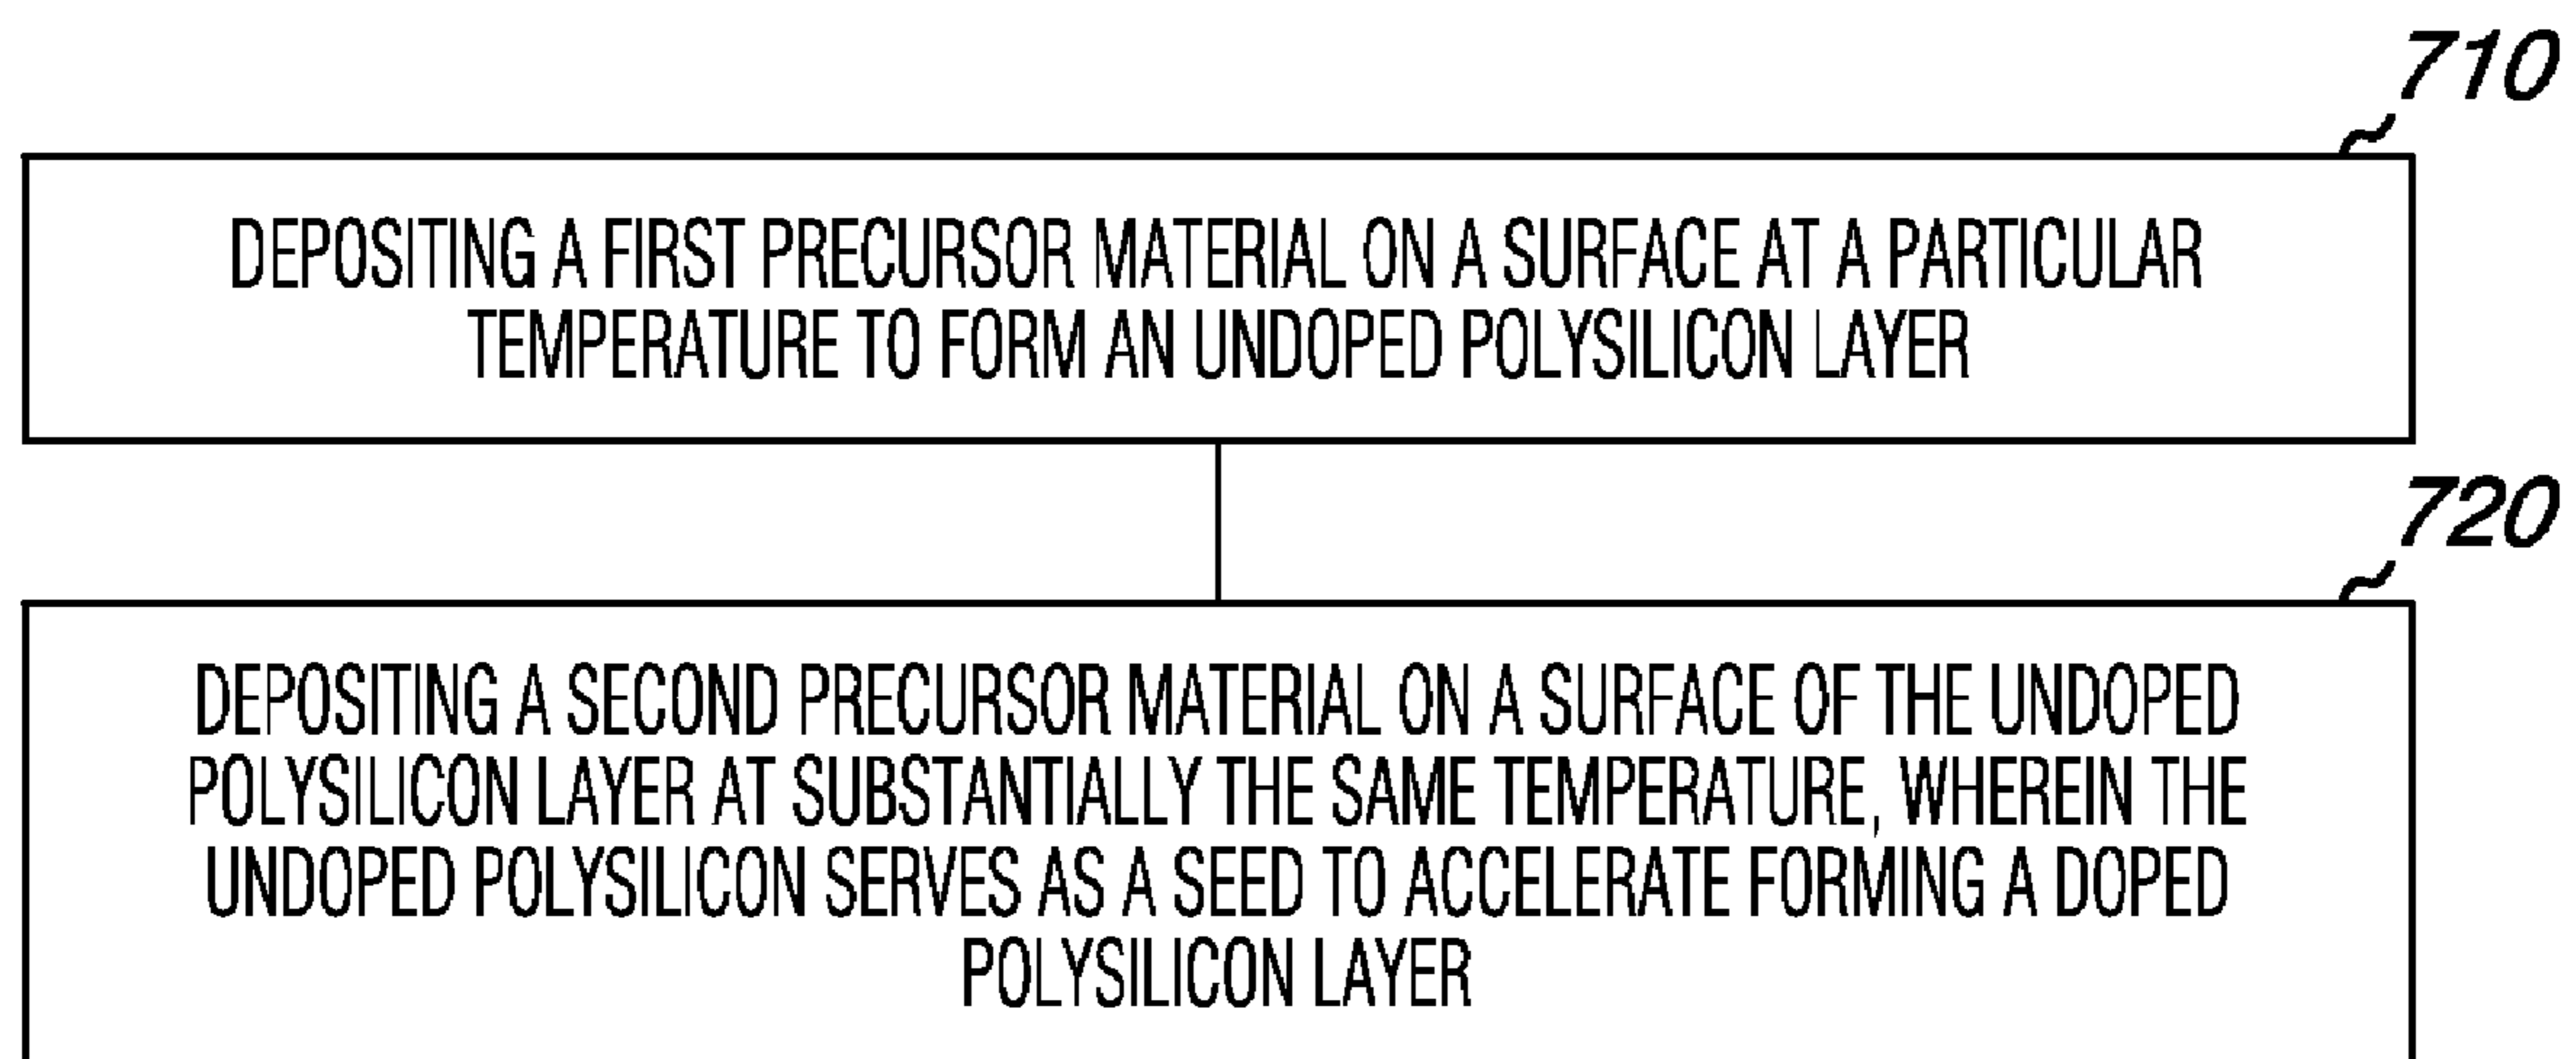 710
DEPOSITING A FIRST PRECURSOR MATERIAL ON A SURFACE AT A PARTICULAR
TEMPERATURE TO FORM AN UNDOPED POLYSILICON LAYER
720
DEPOSITING A SECOND PRECURSOR MATERIAL ON A SURFACE OF THE UNDOPED
POLYSILICON LAYER AT SUBSTANTIALLY THE SAME TEMPERATURE, WHEREIN THE
UNDOPED POLYSILICON SERVES AS A SEED TO ACCELERATE FORMING A DOPED
POLYSILICON LAYER